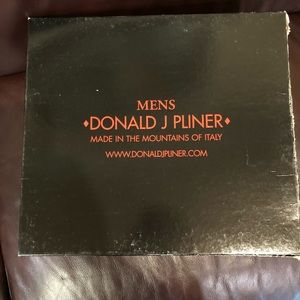 MENS
♦DONALD J PLINER♦
MADE IN THE MOUNTAINS OF ITALY
WWW.DONALDJPLINER.COM